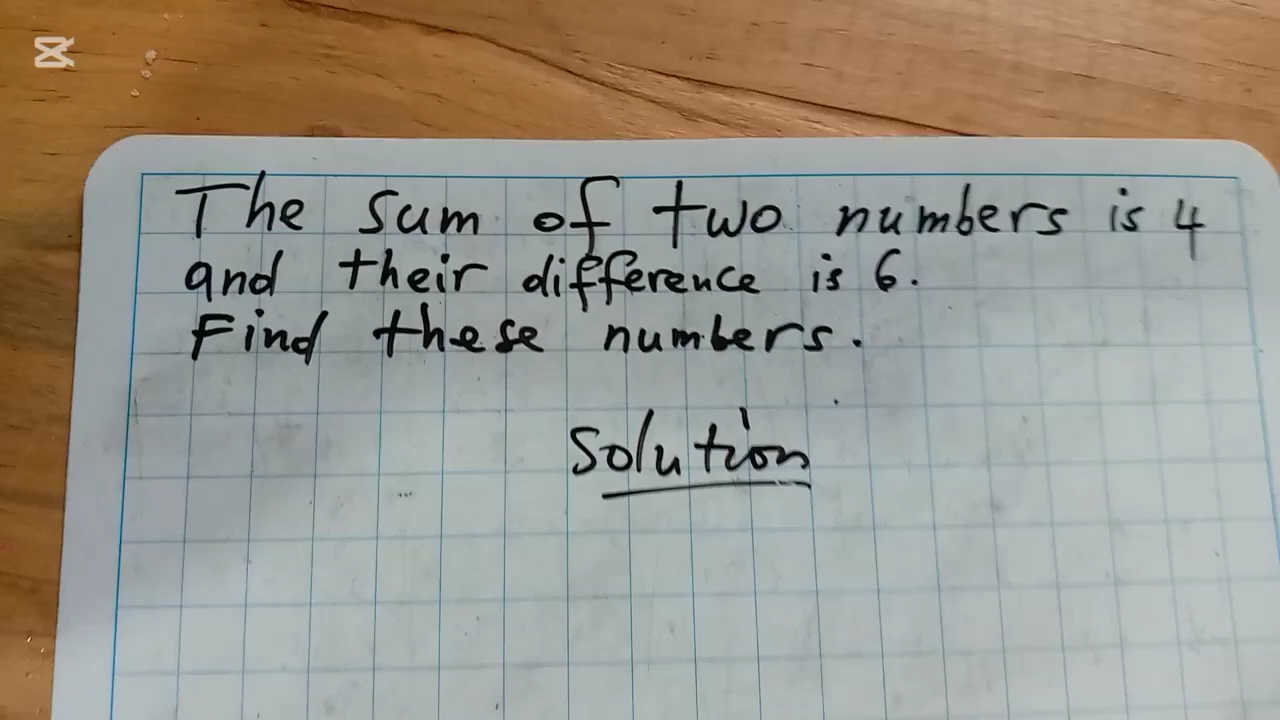 The sum of two numbers is 4
and their difference is 6.
Find these numbers.
Solution